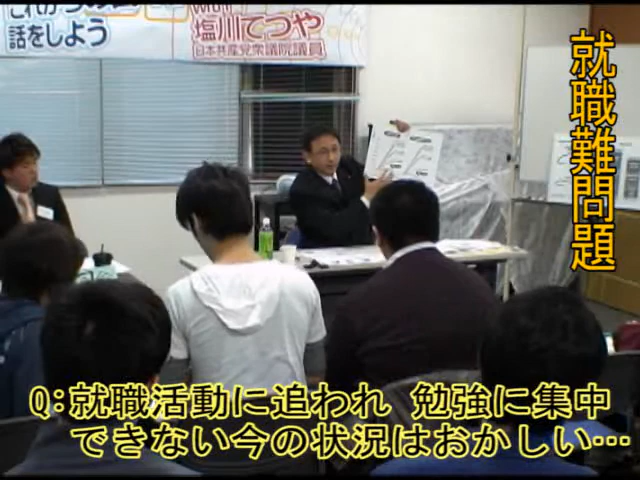 話をしよう
with
塩川てつや
日本共産党衆議院議員
就職難問題
Q:就職活動に追われ 勉強に集中
できない今の状況はおかしい…